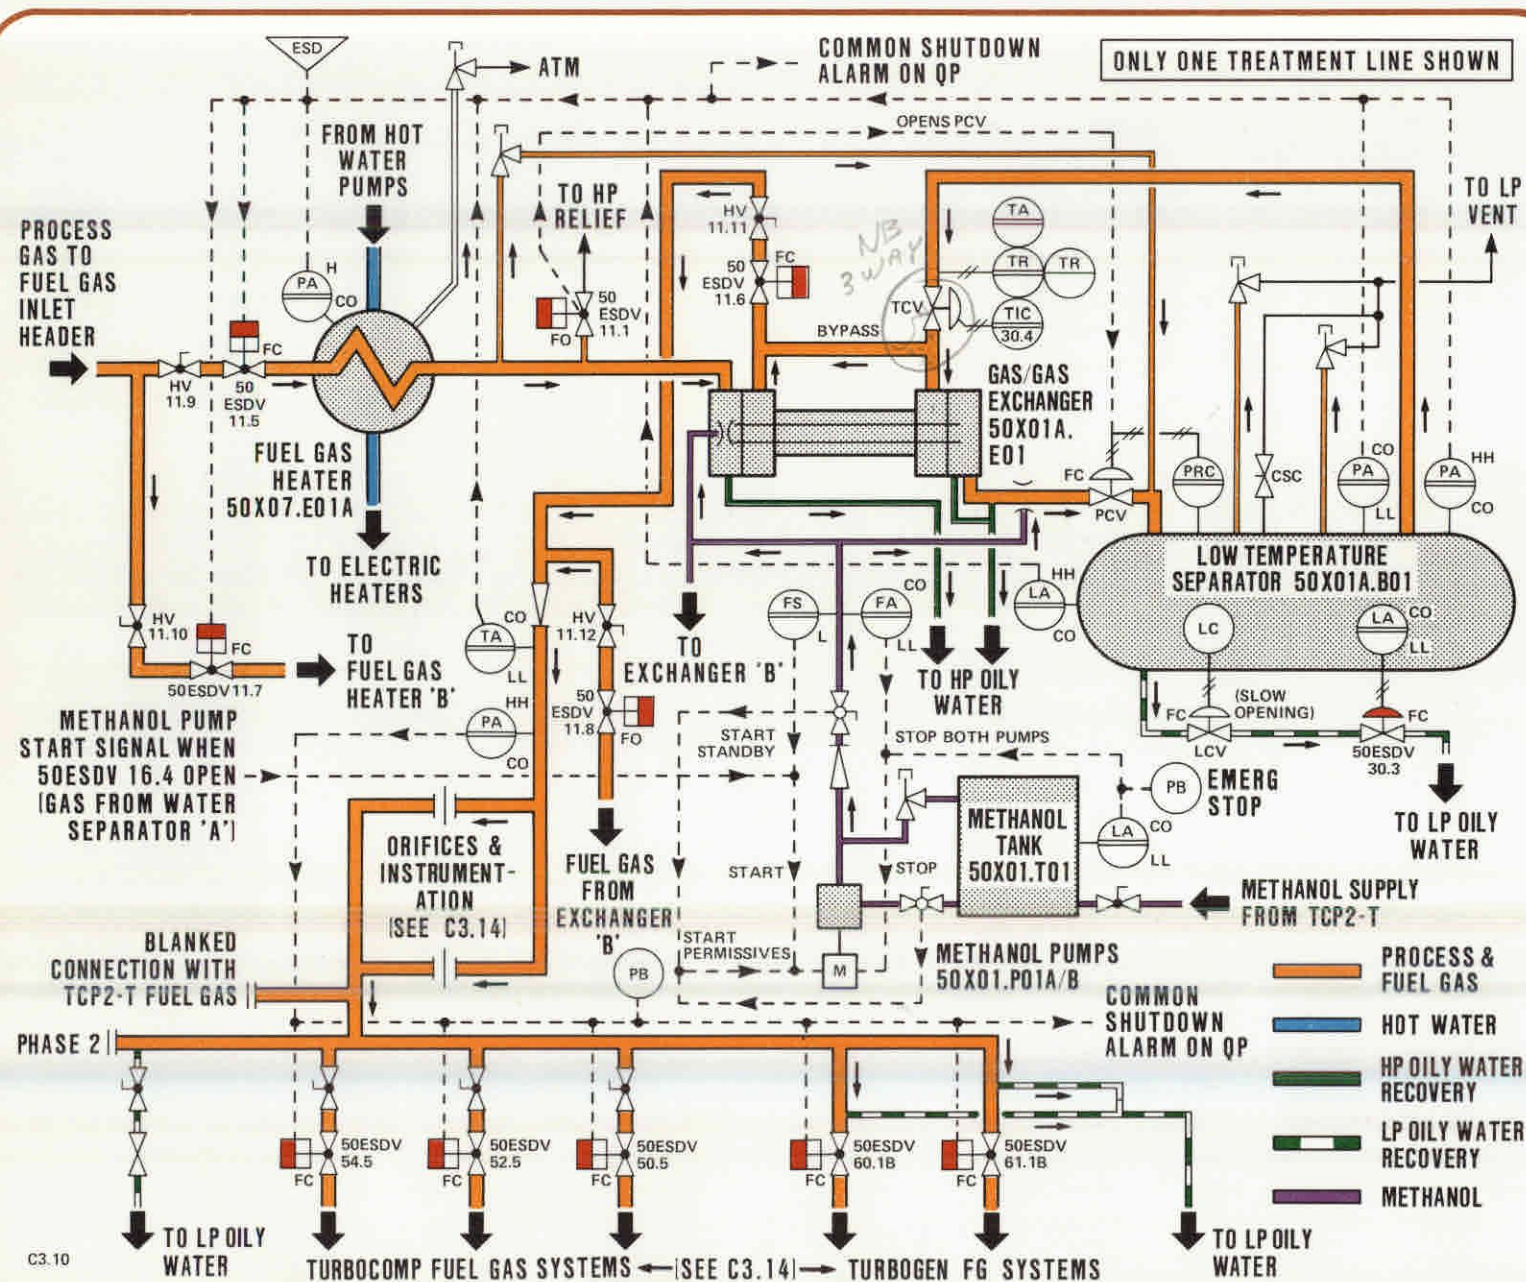 ESD
ATM
COMMON SHUTDOWN
ALARM ON QP
ONLY ONE TREATMENT LINE SHOWN
OPENS PCV
FROM HOT
WATER
PUMPS
TO HP
RELIEF
TO LP
VENT
PROCESS
GAS TO
FUEL GAS
INLET
HEADER
PA
H
CO
FC
HV
11.9
50
ESDV
11.5
FO
50
ESDV
11.1
HV
11.11
50
ESDV
11.6
FC
NB
3 WAY
TCV
BYPASS
TA
TR
TR
TIC
30.4
GAS/GAS
EXCHANGER
50X01A.
E01
FC
PCV
PRC
CSC
CO
PA
LL
PA
HH
CO
FUEL GAS
HEATER
50X07.E01A
TO ELECTRIC
HEATERS
LOW TEMPERATURE
SEPARATOR 50X01A.B01
HH
LA
CO
LC
LA
CO
LL
HV
11.10
FC
50ESDV 11.7
TO
FUEL GAS
HEATER 'B'
CO
TA
LL
HV
11.12
50
ESDV
11.8
FO
HH
PA
CO
TO
EXCHANGER 'B'
FS
L
FA
CO
LL
TO HP OILY
WATER
(SLOW
OPENING)
FC
LCV
FC
50ESDV
30.3
METHANOL PUMP
START SIGNAL WHEN
50ESDV 16.4 OPEN
(GAS FROM WATER
SEPARATOR 'A')
START
STANDBY
STOP BOTH PUMPS
PB
EMERG
STOP
TO LP OILY
WATER
METHANOL
TANK
50X01.T01
LA
CO
LL
ORIFICES &
INSTRUMENT-
ATION
(SEE C3.14)
FUEL GAS
FROM
EXCHANGER
'B'
START
STOP
METHANOL SUPPLY
FROM TCP2-T
START
PERMISSIVES
M
METHANOL PUMPS
50X01.P01A/B
BLANKED
CONNECTION WITH
TCP2-T FUEL GAS
PB
COMMON
SHUTDOWN
ALARM ON QP
PHASE 2
PROCESS &
FUEL GAS
HOT WATER
HP OILY WATER
RECOVERY
LP OILY WATER
RECOVERY
METHANOL
50ESDV
54.5
FC
50ESDV
52.5
FC
50ESDV
50.5
FC
50ESDV
60.1B
FC
50ESDV
61.1B
FC
C3.10
TO LP OILY
WATER
TURBOCOMP FUEL GAS SYSTEMS
(SEE C3.14)
TURBOGEN FG SYSTEMS
TO LP OILY
WATER